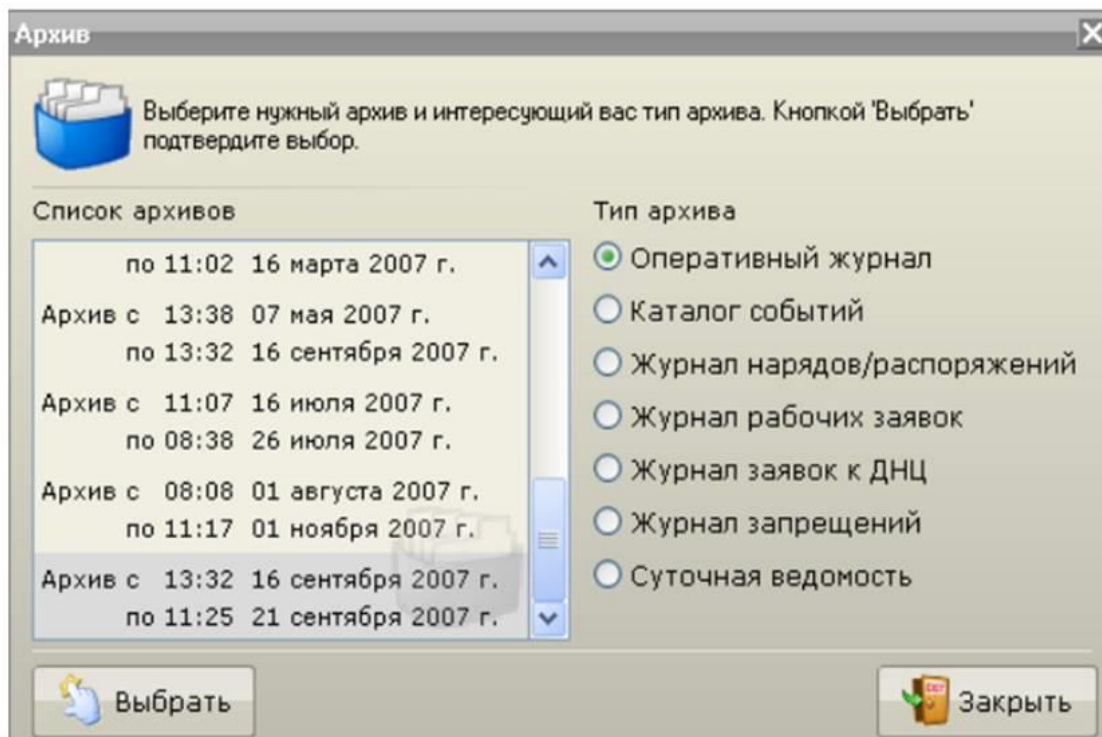 Архив
Выберите нужный архив и интересующий вас тип архива. Кнопкой 'Выбрать'
подтвердите выбор.
Список архивов
по 11:02 16 марта 2007 г.
Архив с 13:38 07 мая 2007 г.
по 13:32 16 сентября 2007 г.
Архив с 11:07 16 июля 2007 г.
по 08:38 26 июля 2007 г.
Архив с 08:08 01 августа 2007 г.
по 11:17 01 ноября 2007 г.
Архив с 13:32 16 сентября 2007 г.
по 11:25 21 сентября 2007 г.
Тип архива
Оперативный журнал
Каталог событий
Журнал нарядов/распоряжений
Журнал рабочих заявок
Журнал заявок к ДНЦ
Журнал запрещений
Суточная ведомость
Выбрать
EXIT
Закрыть